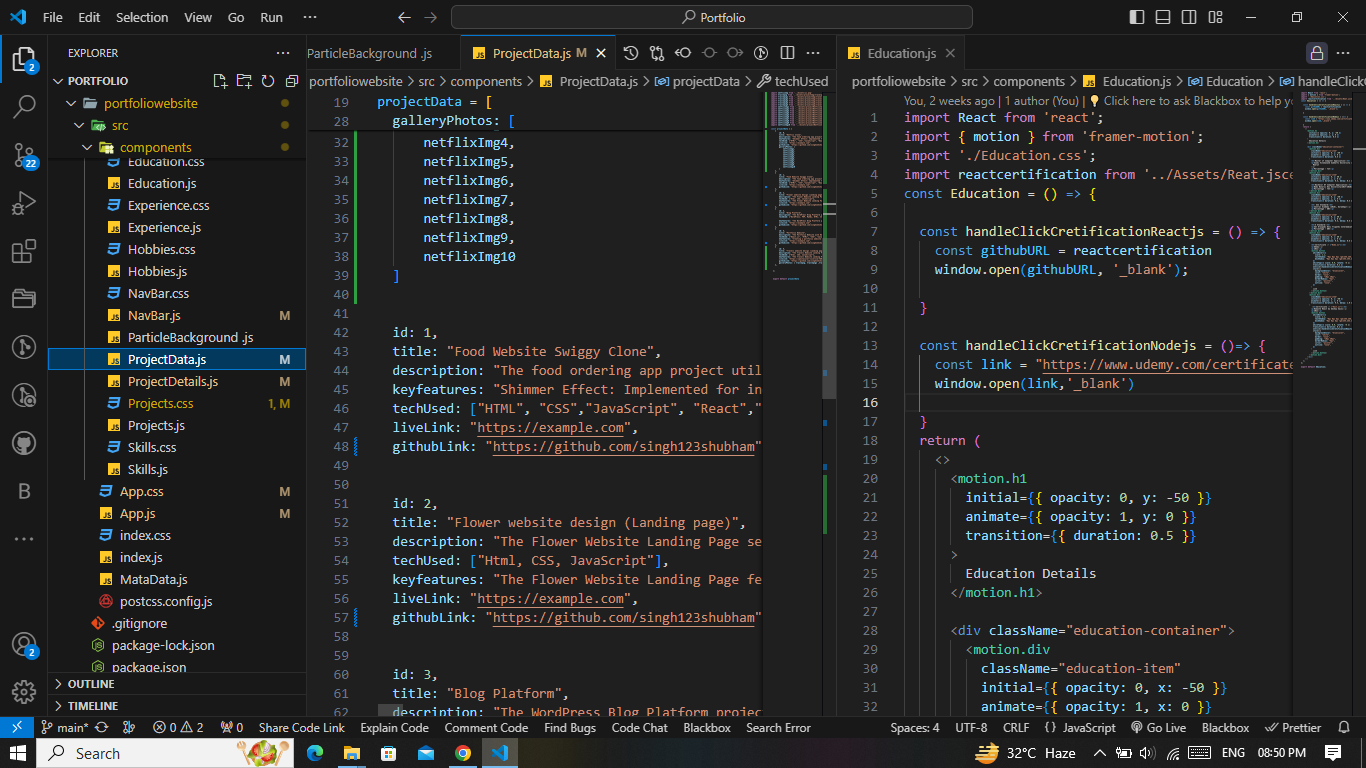 File Edit Selection View Go Run ···
Portfolio
EXPLORER
PORTFOLIO
portfoliowebsite
src
components
Education.css
Education.js
Experience.css
Experience.js
Hobbies.css
Hobbies.js
NavBar.css
NavBar.js M
ParticleBackground .js
ProjectData.js M
ProjectDetails.js M
Projects.css 1, M
Projects.js
Skills.css
Skills.js
App.css M
App.js M
index.css
index.js
MataData.js
postcss.config.js
.gitignore
package-lock.json
package.json
OUTLINE
TIMELINE
2
22
B
2
ParticleBackground .js ProjectData.js M
portfoliowebsite > src > components > ProjectData.js > projectData > techUsed
19 projectData = [
28 galleryPhotos: [
32 netflixImg4,
33 netflixImg5,
34 netflixImg6,
35 netflixImg7,
36 netflixImg8,
37 netflixImg9,
38 netflixImg10
39 ]
40
41
42 id: 1,
43 title: "Food Website Swiggy Clone",
44 description: "The food ordering app project util
45 keyfeatures: "Shimmer Effect: Implemented for in
46 techUsed: ["HTML", "CSS","JavaScript", "React","
47 liveLink: "https://example.com",
48 githubLink: "https://github.com/singh123shubham"
49
50
51 id: 2,
52 title: "Flower website design (Landing page)",
53 description: "The Flower Website Landing Page se
54 techUsed: ["Html, CSS, JavaScript"],
55 keyfeatures: "The Flower Website Landing Page fe
56 liveLink: "https://example.com",
57 githubLink: "https://github.com/singh123shubham"
58
59
60 id: 3,
61 title: "Blog Platform",
62 description: "The WordPress Blog Platform projec
Education.js
portfoliowebsite > src > components > Education.js > Education > handleClickC
You, 2 weeks ago | 1 author (You) | Click here to ask Blackbox to help yo
1 import React from 'react';
2 import { motion } from 'framer-motion';
3 import './Education.css';
4 import reactcertification from '../Assets/Reat.jsce
5 const Education = () => {
6
7 const handleClickCretificationReactjs = () => {
8 const githubURL = reactcertification
9 window.open(githubURL, '_blank');
10
11 }
12
13 const handleClickCretificationNodejs = ()=> {
14 const link = "https://www.udemy.com/certificate
15 window.open(link,'_blank')
16
17 }
18 return (
19 <>
20 <motion.h1
21 initial={{ opacity: 0, y: -50 }}
22 animate={{ opacity: 1, y: 0 }}
23 transition={{ duration: 0.5 }}
24 >
25 Education Details
26 </motion.h1>
27
28 <div className="education-container">
29 <motion.div
30 className="education-item"
31 initial={{ opacity: 0, x: -50 }}
32 animate={{ opacity: 1, x: 0 }}
main* 0 2 0 Share Code Link Explain Code Comment Code Find Bugs Code Chat Blackbox Search Error Spaces: 4 UTF-8 CRLF {} JavaScript Go Live Blackbox Prettier
Search 32°C Haze ENG 08:50 PM